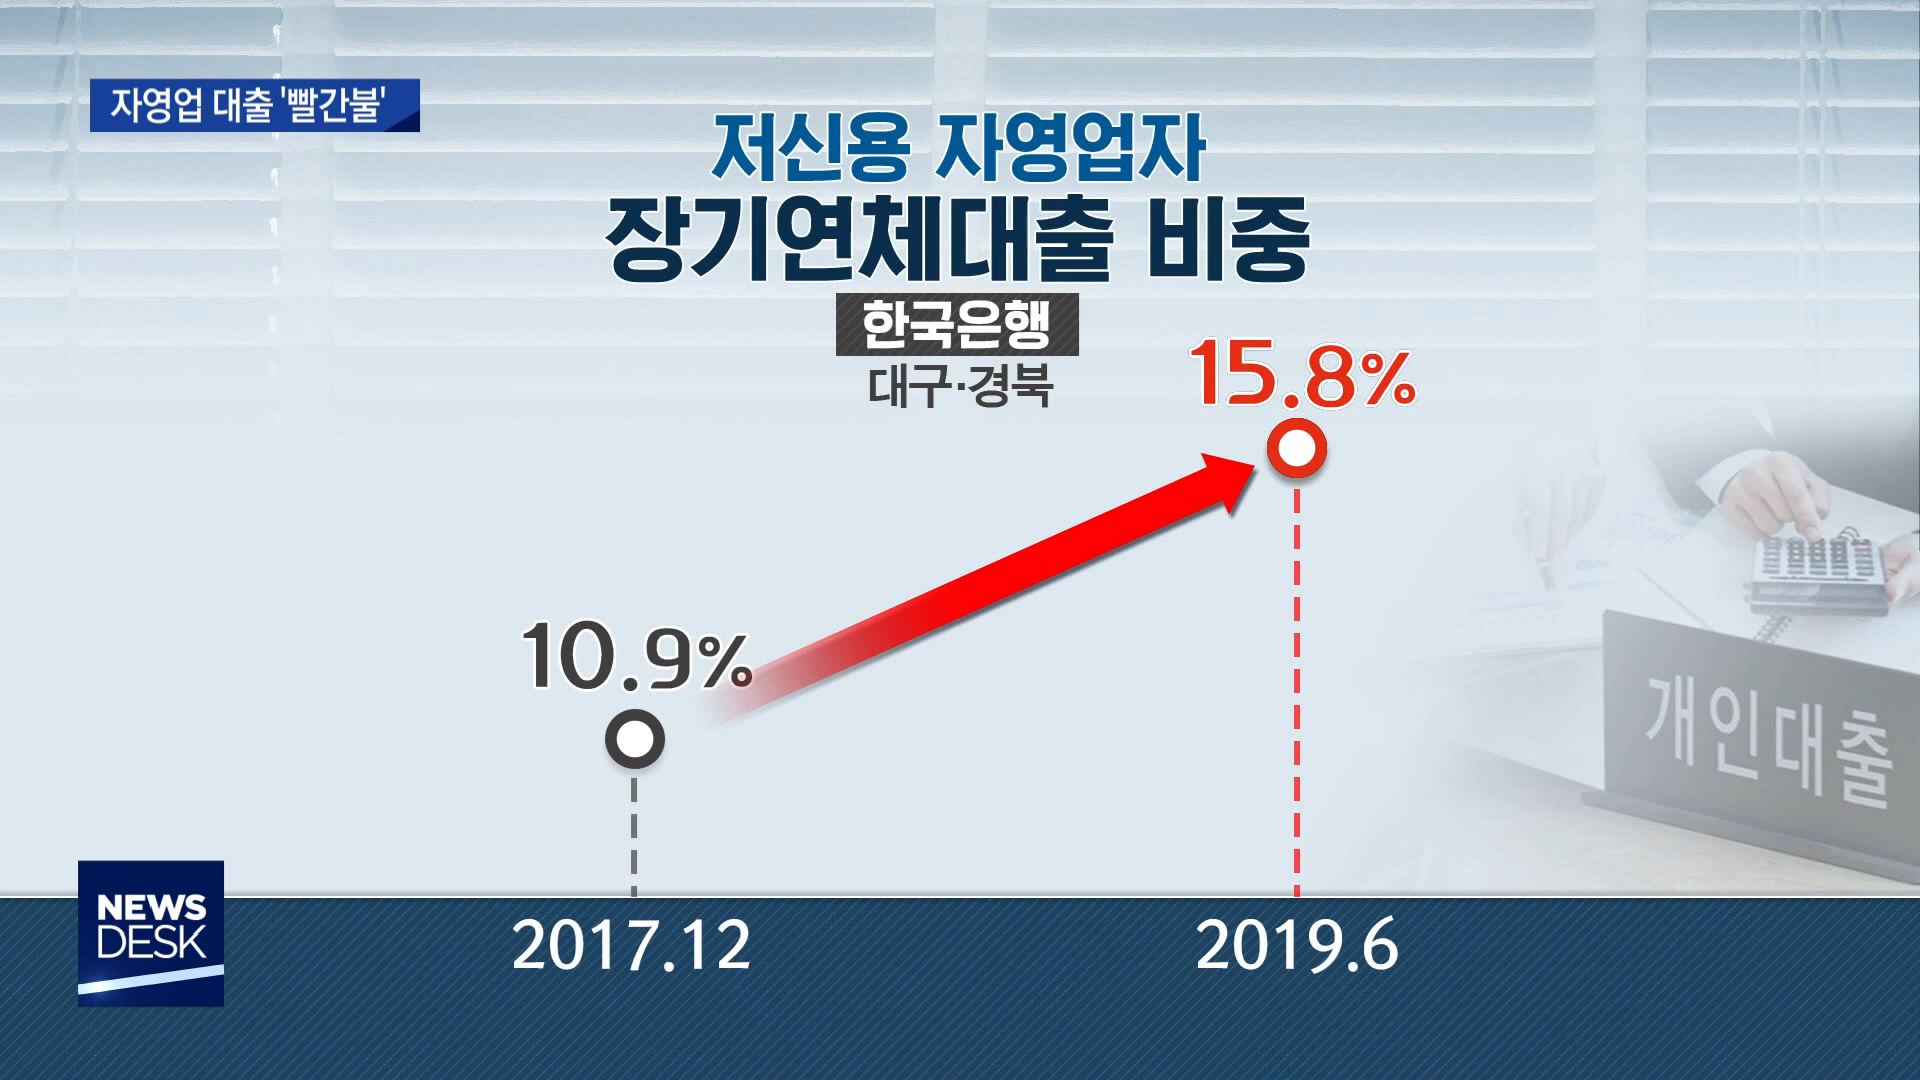 자영업 대출 '빨간불'
저신용 자영업자
장기연체대출 비중
한국은행
대구·경북
15.8%
10.9%
개인대출
NEWS
DESK
2017.12
2019.6